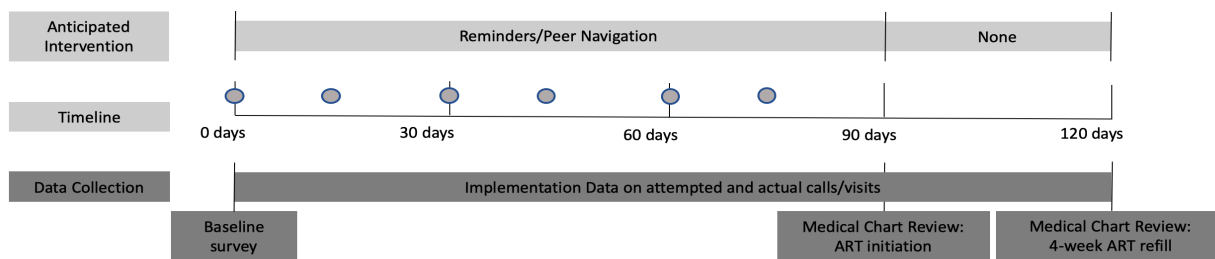 Anticipated
Intervention
Reminders/Peer Navigation
None
Timeline
0 days
30 days
60 days
90 days
120 days
Data Collection
Implementation Data on attempted and actual calls/visits
Baseline
survey
Medical Chart Review:
ART initiation
Medical Chart Review:
4-week ART refill